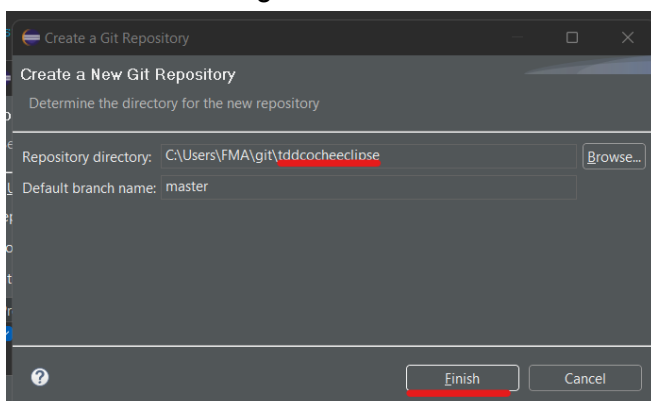 Create a Git Repository
Create a New Git Repository
Determine the directory for the new repository
Repository directory: C:\Users\FMA\git\tddcocheeclipse Browse...
Default branch name: master
Finish Cancel